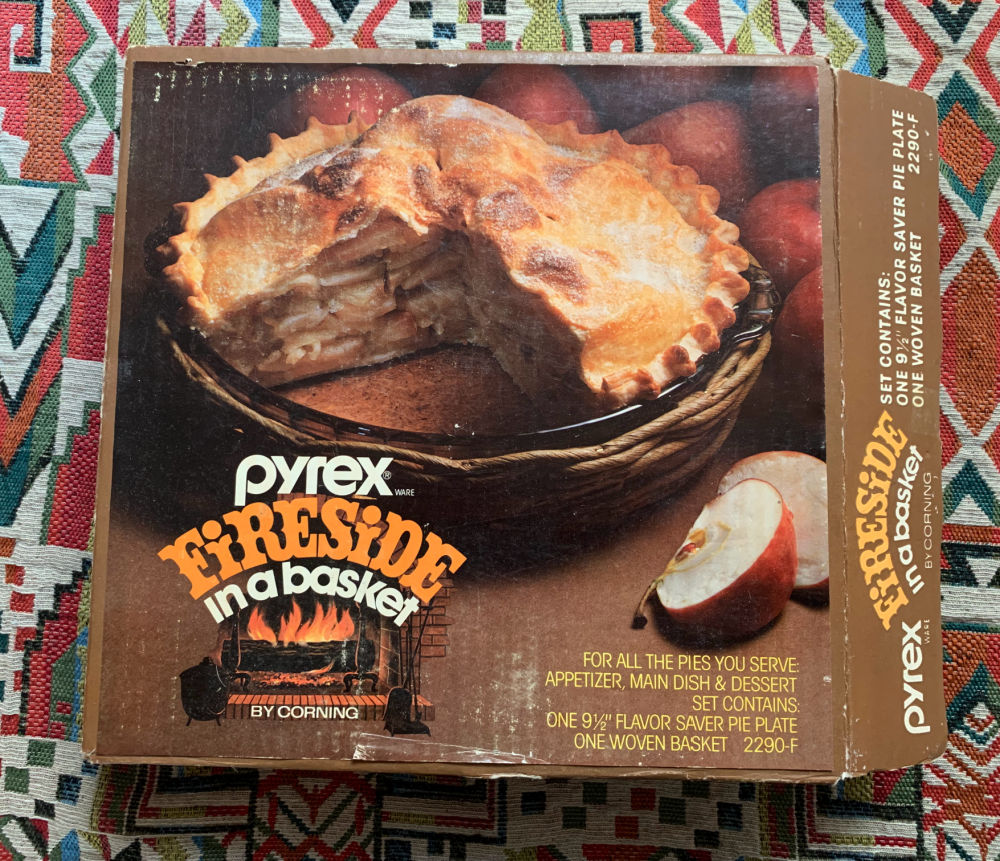 pyrex® WARE
FiRESiDE
in a basket
BY CORNING
FOR ALL THE PIES YOU SERVE:
APPETIZER, MAIN DISH & DESSERT
SET CONTAINS:
ONE 9½" FLAVOR SAVER PIE PLATE
ONE WOVEN BASKET 2290-F
pyrex WARE
FiRESiDE
in a basket
BY CORNING
SET CONTAINS:
ONE 9½" FLAVOR SAVER PIE PLATE
ONE WOVEN BASKET 2290-F